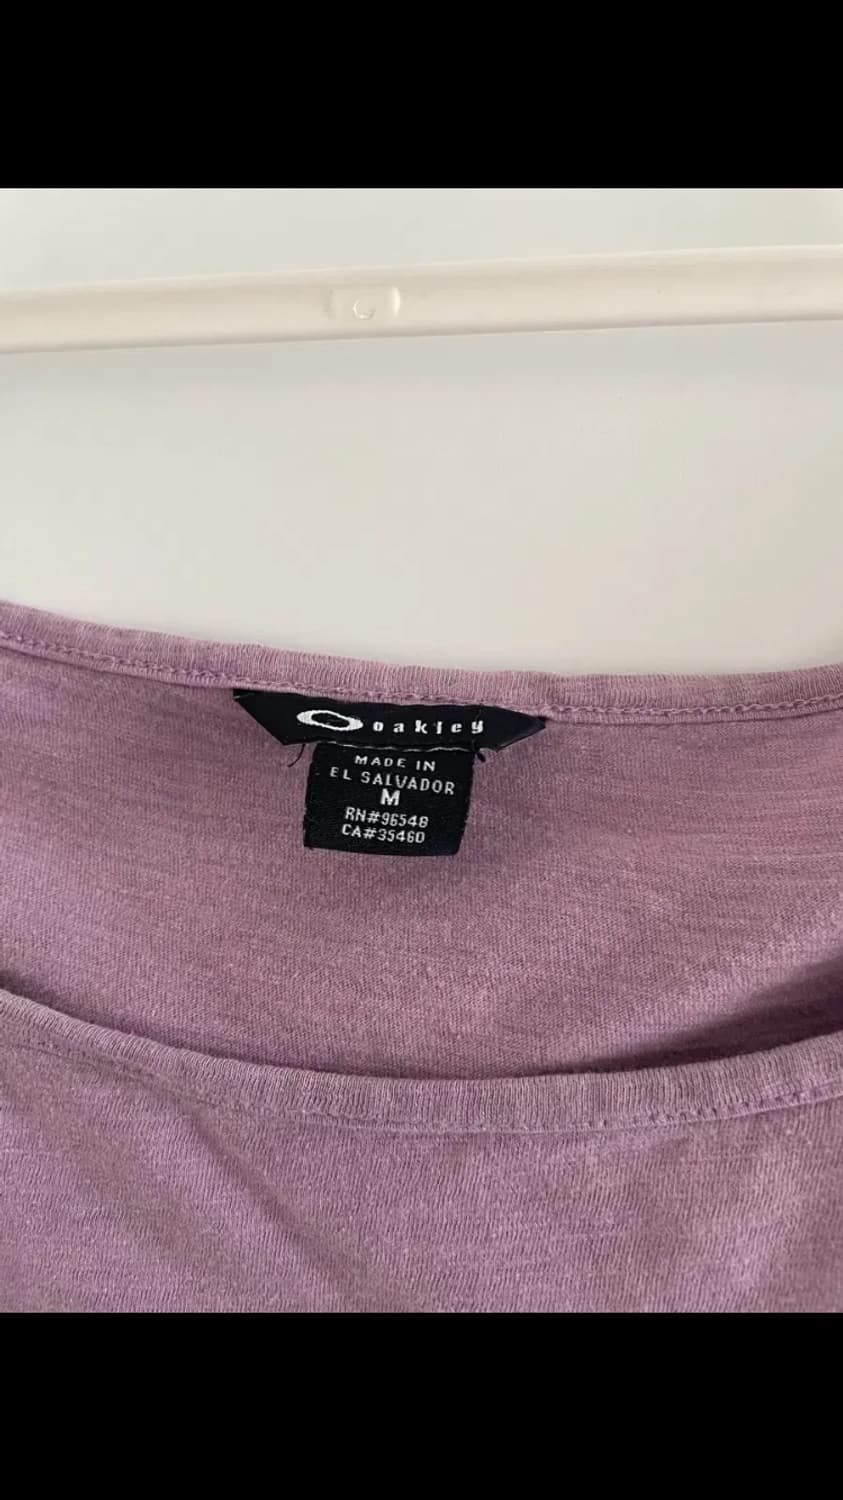 oakley
MADE IN
EL SALVADOR
M
RN#96548
CA#35460